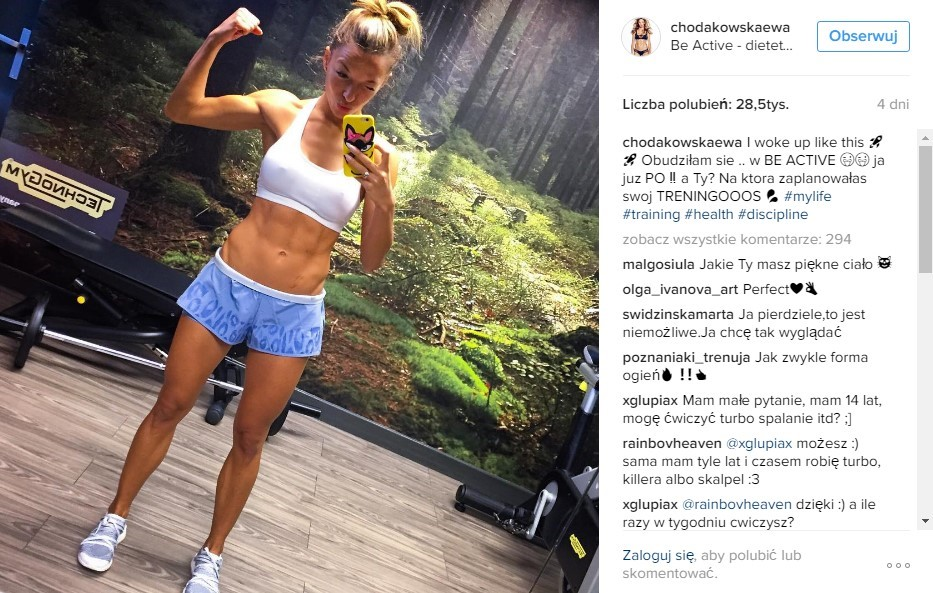 TECHNOGYM
chodakowskaewa
Be Active - dietet...
Obserwuj
Liczba polubień: 28,5tys.
4 dni
chodakowskaewa I woke up like this 🚀
🚀 Obudziłam sie .. w BE ACTIVE 😂😂 ja
juz PO ‼ a Ty? Na ktora zaplanowałas
swoj TRENINGOOOS 💪 #mylife
#training #health #discipline
zobacz wszystkie komentarze: 294
malgosiula Jakie Ty masz piękne ciało 😈
olga_ivanova_art Perfect❤👌
swidzinskamarta Ja pierdziele,to jest
niemożliwe.Ja chcę tak wyglądać
poznaniaki_trenuja Jak zwykle forma
ogień🔥 ‼👍
xglupiax Mam małe pytanie, mam 14 lat,
mogę ćwiczyć turbo spalanie itd? ;]
rainbovheaven @xglupiax możesz :)
sama mam tyle lat i czasem robię turbo,
killera albo skalpel :3
xglupiax @rainbovheaven dzięki :) a ile
razy w tygodniu cwiczysz?
Zaloguj się, aby polubić lub
skomentować.